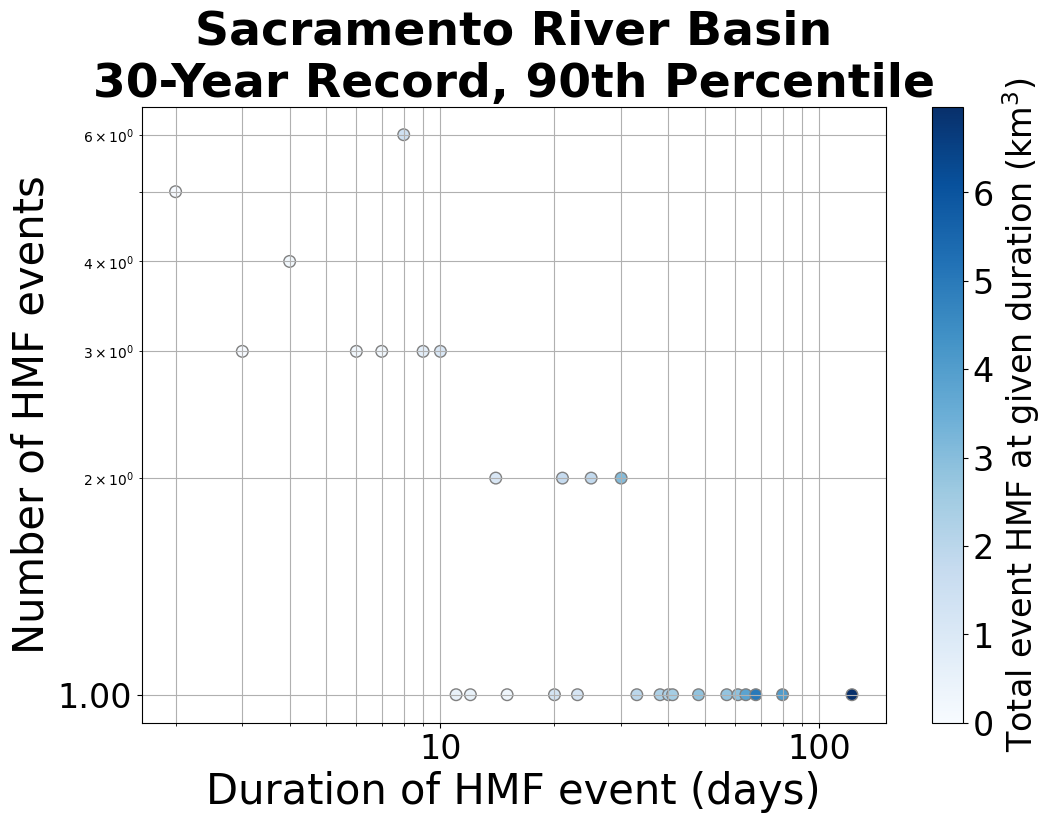 Sacramento River Basin
30-Year Record, 90th Percentile
Number of HMF events
6 × 10⁰
4 × 10⁰
3 × 10⁰
2 × 10⁰
1.00
10
100
Duration of HMF event (days)
6
5
4
3
2
1
0
Total event HMF at given duration (km³)